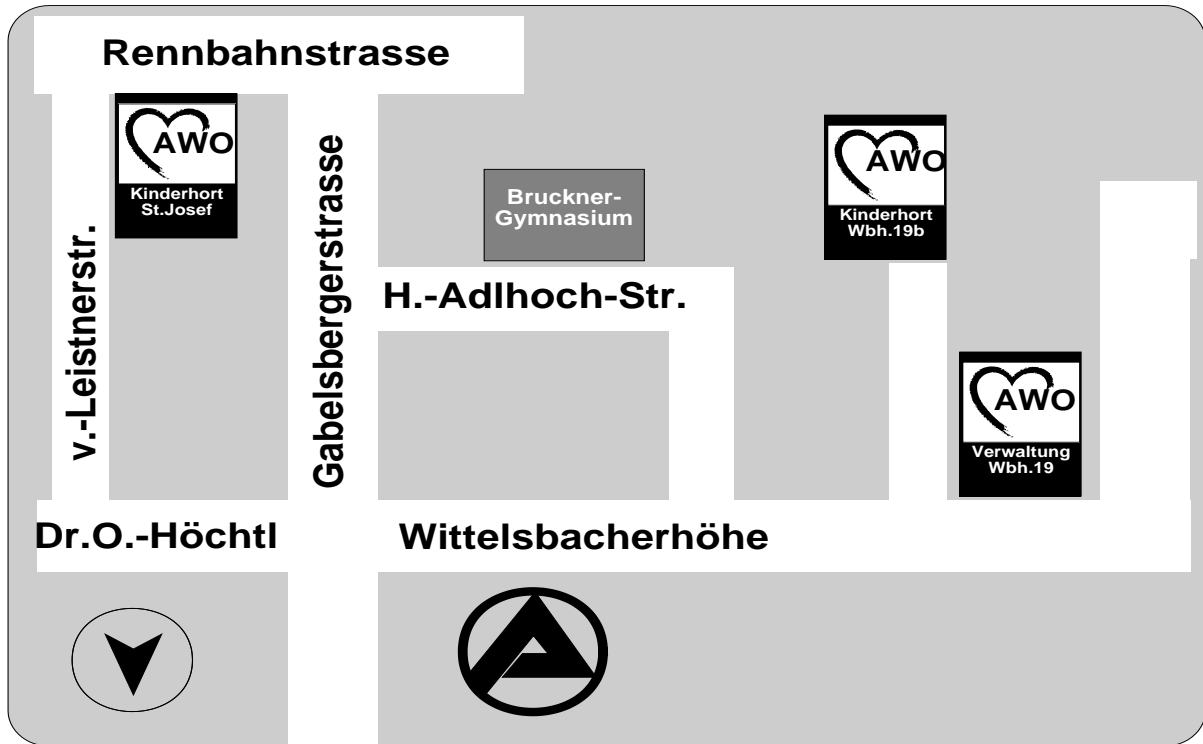 Rennbahnstrasse
AWO
Kinderhort
St.Josef
v.-Leistnerstr.
Gabelsbergerstrasse
Bruckner-
Gymnasium
H.-Adlhoch-Str.
AWO
Kinderhort
Wbh.19b
AWO
Verwaltung
Wbh.19
Dr.O.-Höchtl
Wittelsbacherhöhe